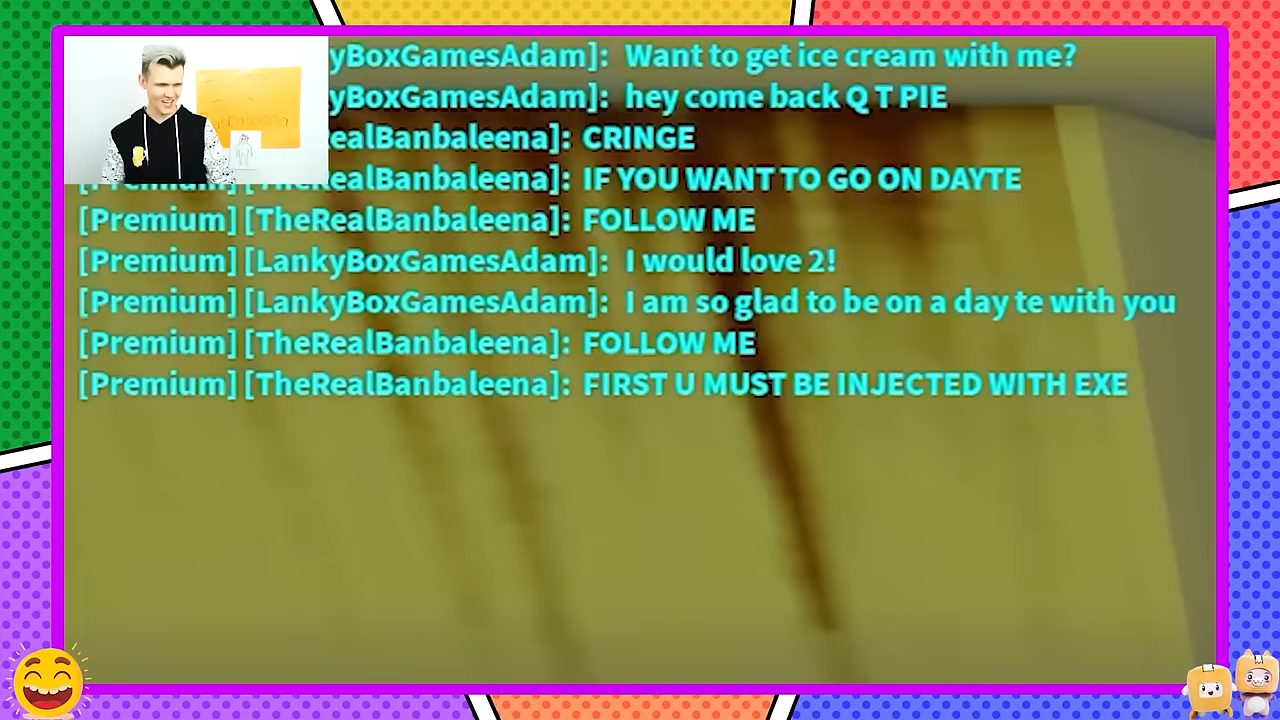 yBoxGamesAdam]: Want to get ice cream with me?
yBoxGamesAdam]: hey come back Q T PIE
ealBanbaleena]: CRINGE
[Premium] [TheRealBanbaleena]: IF YOU WANT TO GO ON DAYTE
[Premium] [TheRealBanbaleena]: FOLLOW ME
[Premium] [LankyBoxGamesAdam]: I would love 2!
[Premium] [LankyBoxGamesAdam]: I am so glad to be on a day te with you
[Premium] [TheRealBanbaleena]: FOLLOW ME
[Premium] [TheRealBanbaleena]: FIRST U MUST BE INJECTED WITH EXE